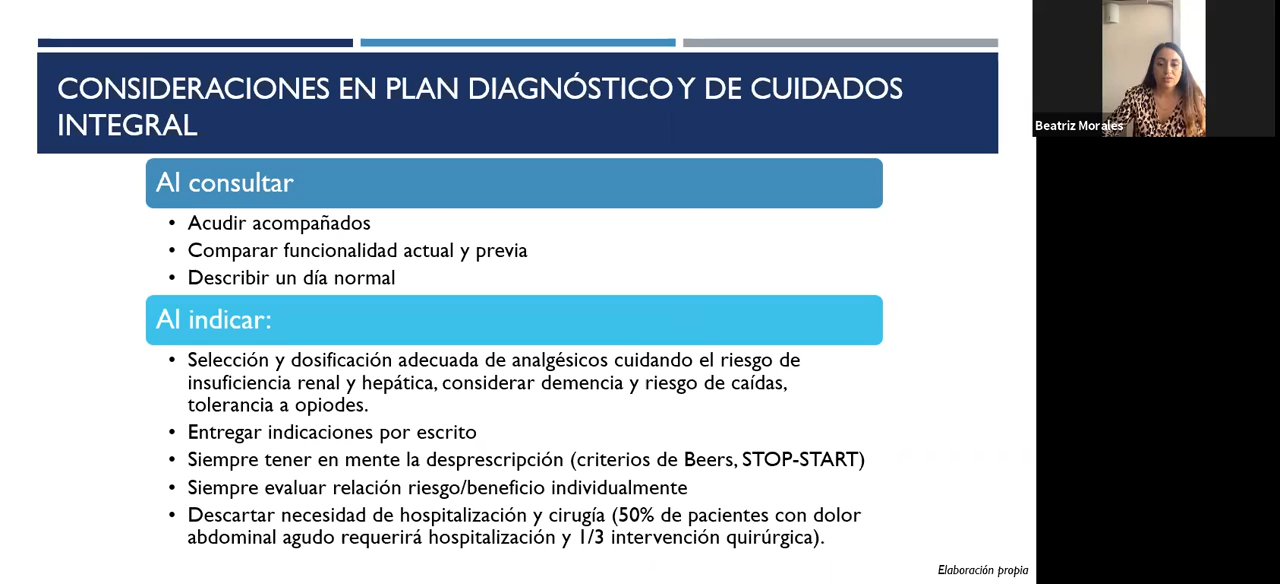 CONSIDERACIONES EN PLAN DIAGNÓSTICO Y DE CUIDADOS
INTEGRAL
Al consultar
• Acudir acompañados
• Comparar funcionalidad actual y previa
• Describir un día normal
Al indicar:
• Selección y dosificación adecuada de analgésicos cuidando el riesgo de
insuficiencia renal y hepática, considerar demencia y riesgo de caídas,
tolerancia a opiodes.
• Entregar indicaciones por escrito
• Siempre tener en mente la desprescripción (criterios de Beers, STOP-START)
• Siempre evaluar relación riesgo/beneficio individualmente
• Descartar necesidad de hospitalización y cirugía (50% de pacientes con dolor
abdominal agudo requerirá hospitalización y 1/3 intervención quirúrgica).
Elaboración propia
Beatriz Morales